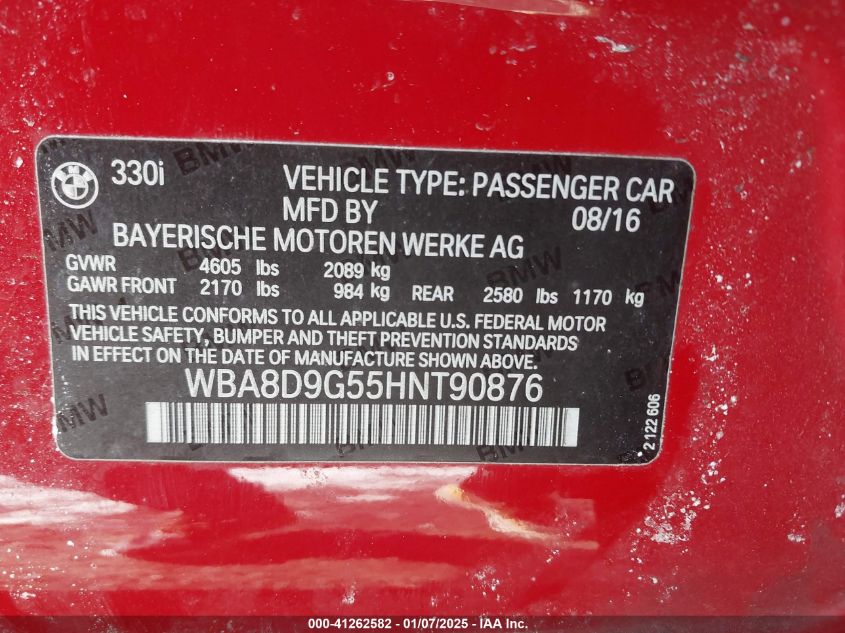 330i VEHICLE TYPE: PASSENGER CAR
MFD BY 08/16
BAYERISCHE MOTOREN WERKE AG
GVWR 4605 lbs 2089 kg
GAWR FRONT 2170 lbs 984 kg REAR 2580 lbs 1170 kg
THIS VEHICLE CONFORMS TO ALL APPLICABLE U.S. FEDERAL MOTOR
VEHICLE SAFETY, BUMPER AND THEFT PREVENTION STANDARDS
IN EFFECT ON THE DATE OF MANUFACTURE SHOWN ABOVE.
WBA8D9G55HNT90876
2 122 606
000-41262582 - 01/07/2025 - IAA Inc.